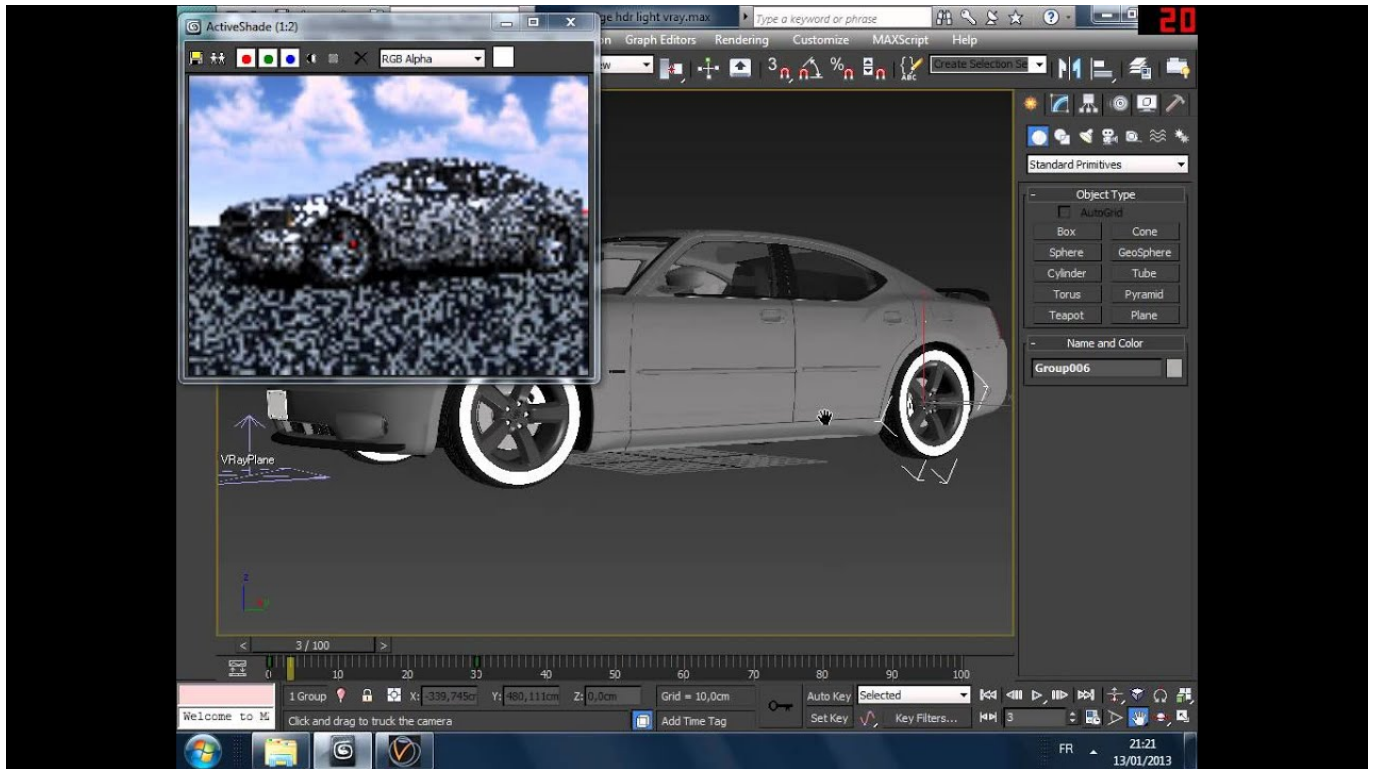 ActiveShade (1:2)
ge hdr light vray.max
Type a keyword or phrase
20
Graph Editors Rendering Customize MAXScript Help
RGB Alpha
Create Selection Se
Standard Primitives
- Object Type
AutoGrid
Box Cone
Sphere GeoSphere
Cylinder Tube
Torus Pyramid
Teapot Plane
- Name and Color
Group006
VRayPlane
z
< 3 / 100 >
0 10 20 30 40 50 60 70 80 90 100
1 Group X: -339,745cr Y: 480,111cm Z: 0,0cm Grid = 10,0cm Auto Key Selected
Welcome to M Click and drag to truck the camera Add Time Tag Set Key Key Filters... 3
FR 21:21
13/01/2013